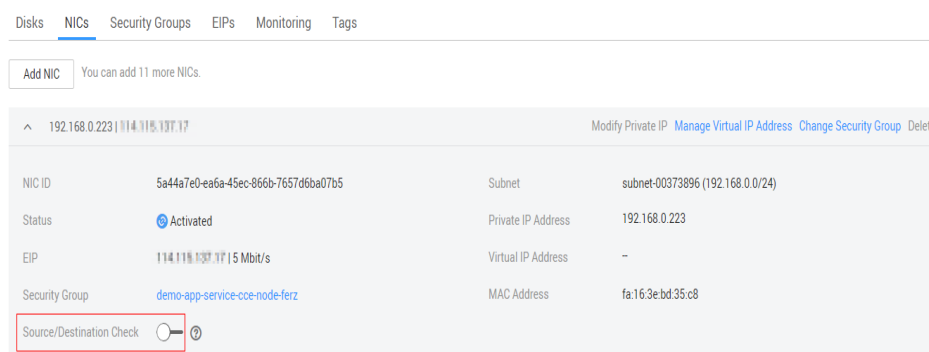 Disks NICs Security Groups EIPs Monitoring Tags
Add NIC You can add 11 more NICs.
192.168.0.223 | Modify Private IP Manage Virtual IP Address Change Security Group Delet
NIC ID 5a44a7e0-ea6a-45ec-866b-7657d6ba07b5 Subnet subnet-00373896 (192.168.0.0/24)
Status Activated Private IP Address 192.168.0.223
EIP | 5 Mbit/s Virtual IP Address --
Security Group demo-app-service-cce-node-ferz MAC Address fa:16:3e:bd:35:c8
Source/Destination Check